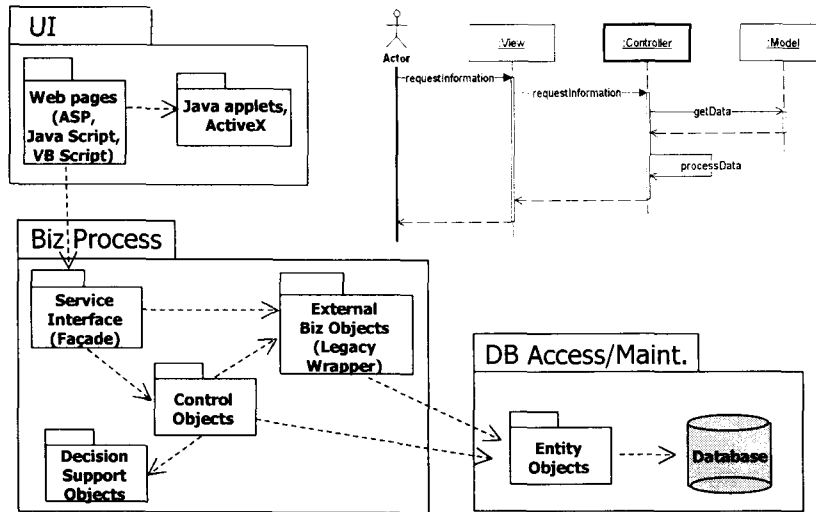 UI
Web pages
(ASP,
Java Script,
VB Script)
Java applets,
ActiveX
Actor
:View
:Controller
:Model
requestInformation
requestInformation
getData
processData
Biz Process
Service
Interface
(Façade)
External
Biz Objects
(Legacy
Wrapper)
Control
Objects
Decision
Support
Objects
DB Access/Maint.
Entity
Objects
Database